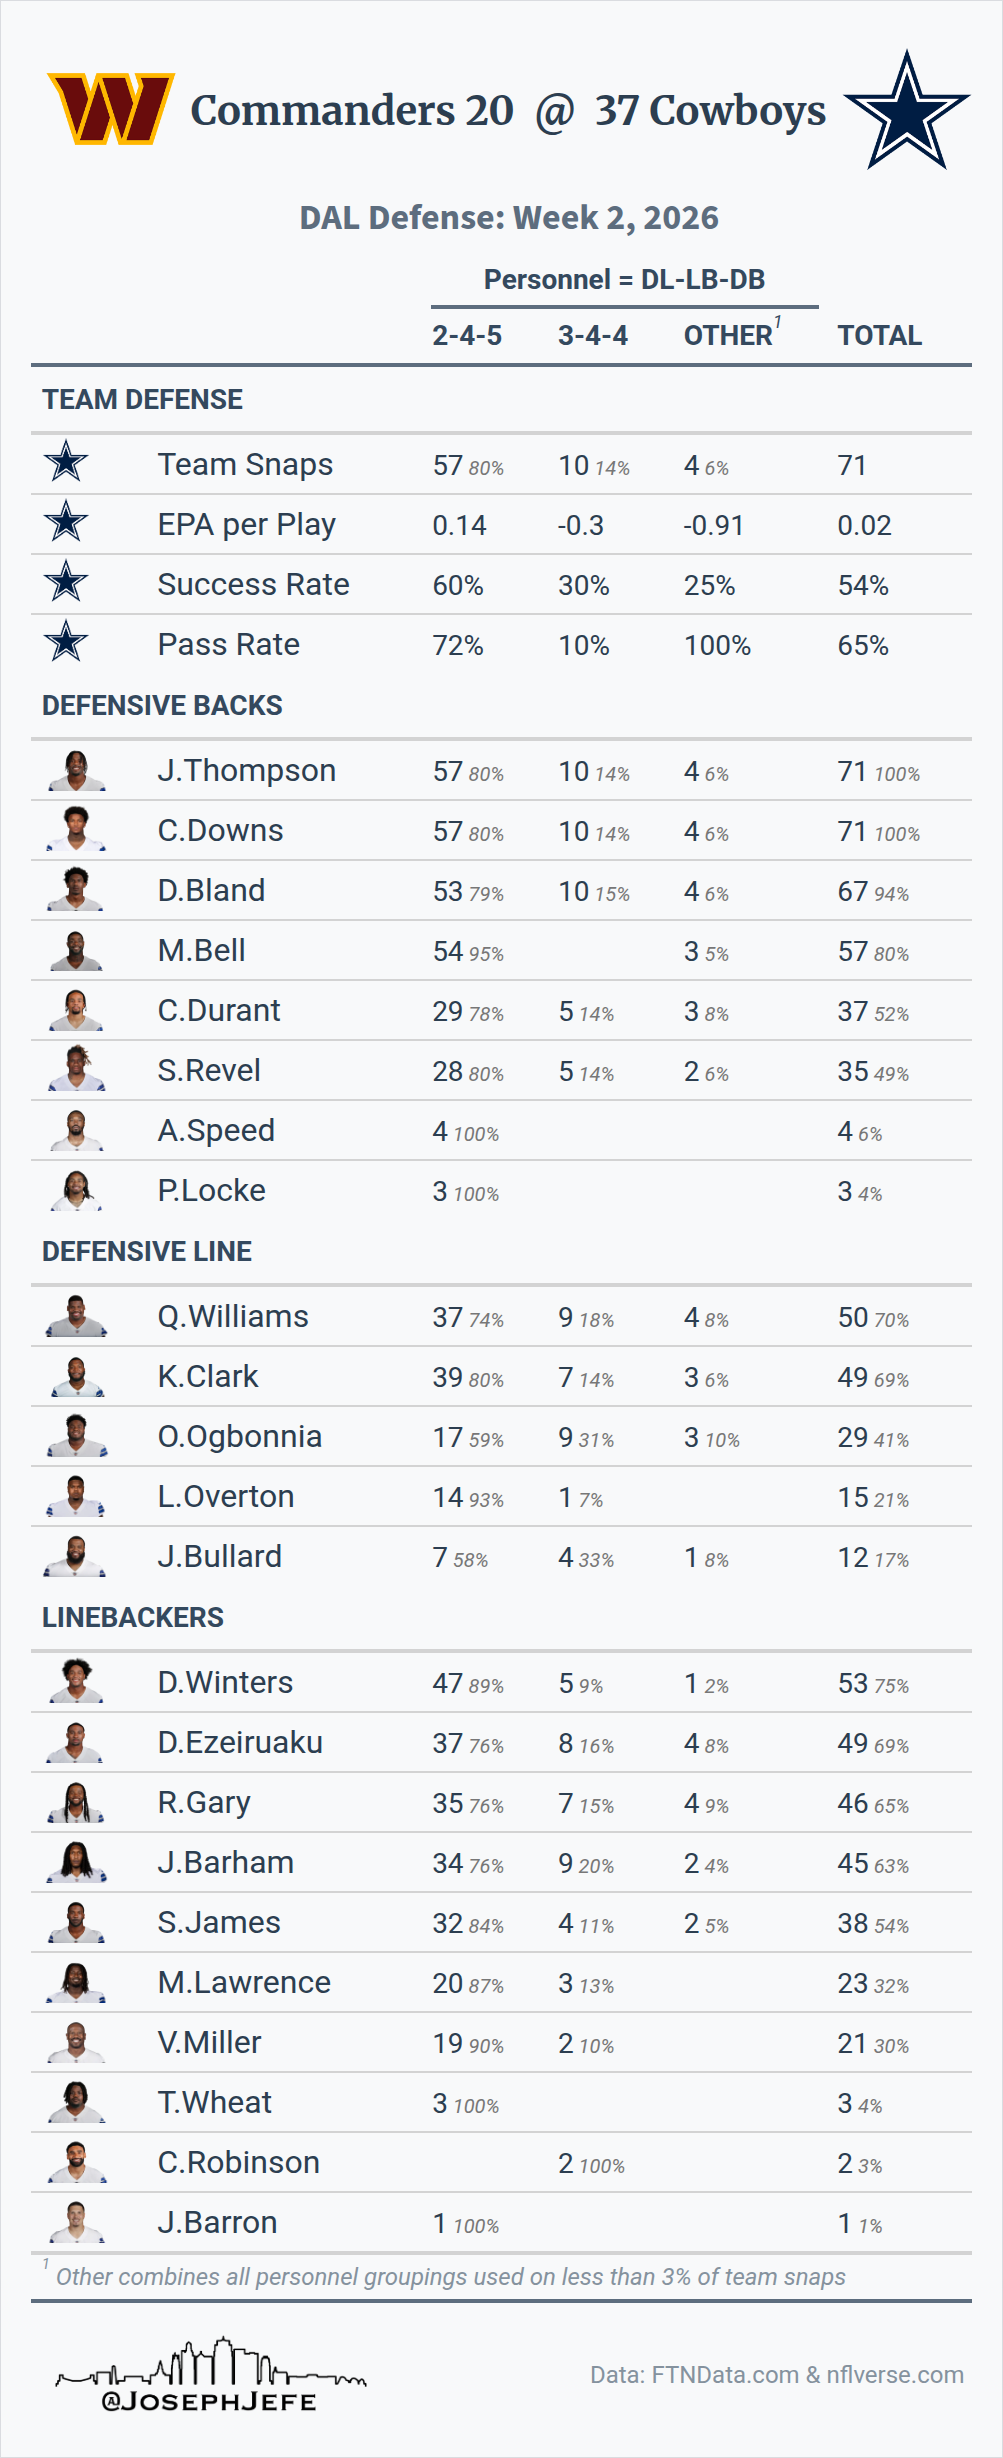 Commanders 20 @ 37 Cowboys
DAL Defense: Week 2, 2026
Personnel = DL-LB-DB
2-4-5 3-4-4 OTHER1 TOTAL
TEAM DEFENSE
Team Snaps 57 80% 10 14% 4 6% 71
EPA per Play 0.14 -0.3 -0.91 0.02
Success Rate 60% 30% 25% 54%
Pass Rate 72% 10% 100% 65%
DEFENSIVE BACKS
J.Thompson 57 80% 10 14% 4 6% 71 100%
C.Downs 57 80% 10 14% 4 6% 71 100%
D.Bland 53 79% 10 15% 4 6% 67 94%
M.Bell 54 95% 3 5% 57 80%
C.Durant 29 78% 5 14% 3 8% 37 52%
S.Revel 28 80% 5 14% 2 6% 35 49%
A.Speed 4 100% 4 6%
P.Locke 3 100% 3 4%
DEFENSIVE LINE
Q.Williams 37 74% 9 18% 4 8% 50 70%
K.Clark 39 80% 7 14% 3 6% 49 69%
O.Ogbonnia 17 59% 9 31% 3 10% 29 41%
L.Overton 14 93% 1 7% 15 21%
J.Bullard 7 58% 4 33% 1 8% 12 17%
LINEBACKERS
D.Winters 47 89% 5 9% 1 2% 53 75%
D.Ezeiruaku 37 76% 8 16% 4 8% 49 69%
R.Gary 35 76% 7 15% 4 9% 46 65%
J.Barham 34 76% 9 20% 2 4% 45 63%
S.James 32 84% 4 11% 2 5% 38 54%
M.Lawrence 20 87% 3 13% 23 32%
V.Miller 19 90% 2 10% 21 30%
T.Wheat 3 100% 3 4%
C.Robinson 2 100% 2 3%
J.Barron 1 100% 1 1%
1 Other combines all personnel groupings used on less than 3% of team snaps
@JOSEPHJEFE
Data: FTNData.com & nflverse.com